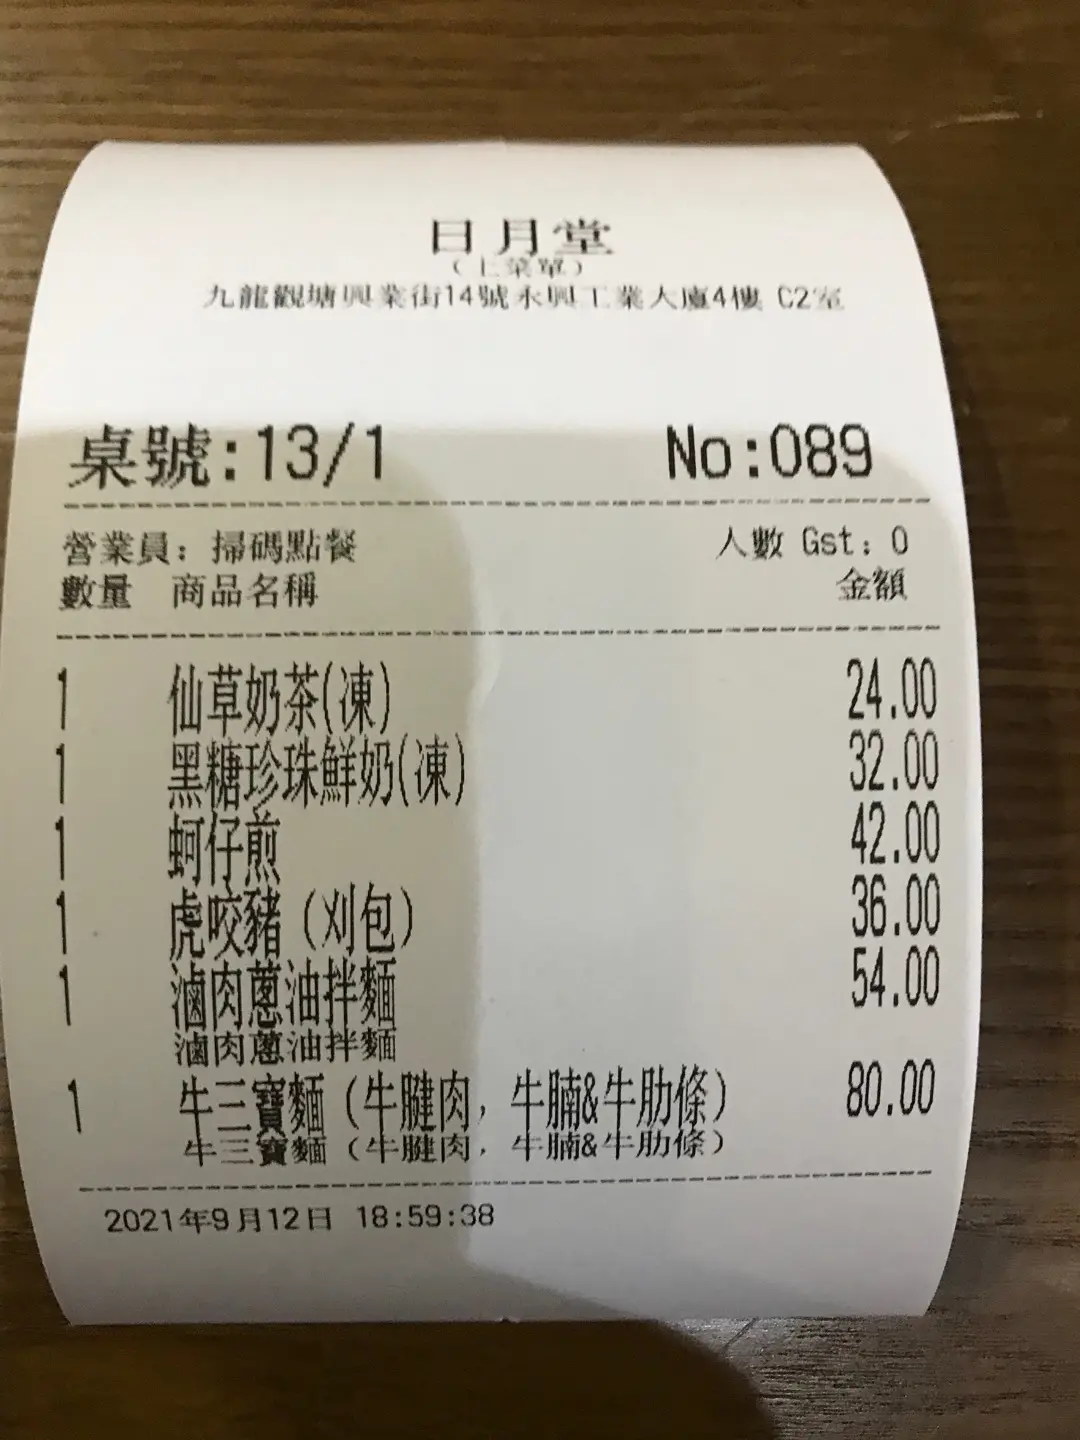 日月堂
(上菜單)
九龍觀塘興業街14號永興工業大廈4樓 C2室
桌號:13/1 No:089
營業員: 掃碼點餐 人數 Gst: 0
數量 商品名稱 金額
1 仙草奶茶(凍) 24.00
1 黑糖珍珠鮮奶(凍) 32.00
1 蚵仔煎 42.00
1 虎咬豬 (刈包) 36.00
1 滷肉蔥油拌麵 54.00
滷肉蔥油拌麵
1 牛三寶麵 (牛腱肉, 牛腩&牛肋條) 80.00
牛三寶麵 (牛腱肉, 牛腩&牛肋條)
2021年9月12日 18:59:38